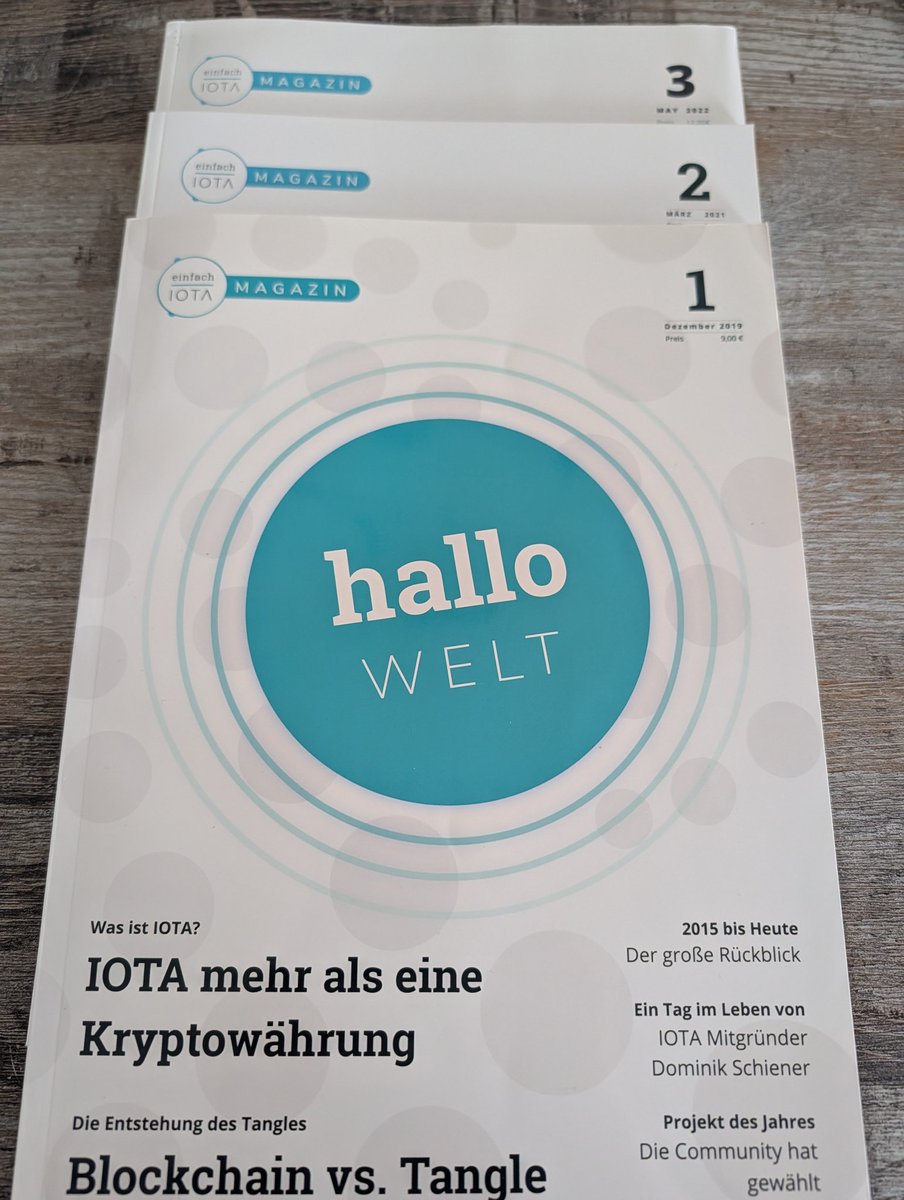 einfach
IOTA
MAGAZIN
3
MAY 2022
einfach
IOTA
MAGAZIN
2
MÄRZ 2021
einfach
IOTA
MAGAZIN
1
Dezember 2019
Preis 9,00 €
hallo
WELT
Was ist IOTA?
IOTA mehr als eine
Kryptowährung
Die Entstehung des Tangles
Blockchain vs. Tangle
2015 bis Heute
Der große Rückblick
Ein Tag im Leben von
IOTA Mitgründer
Dominik Schiener
Projekt des Jahres
Die Community hat
gewählt